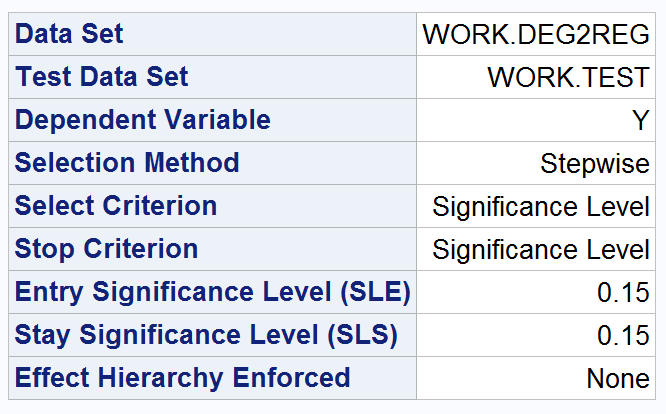 Data Set WORK.DEG2REG
Test Data Set WORK.TEST
Dependent Variable Y
Selection Method Stepwise
Select Criterion Significance Level
Stop Criterion Significance Level
Entry Significance Level (SLE) 0.15
Stay Significance Level (SLS) 0.15
Effect Hierarchy Enforced None